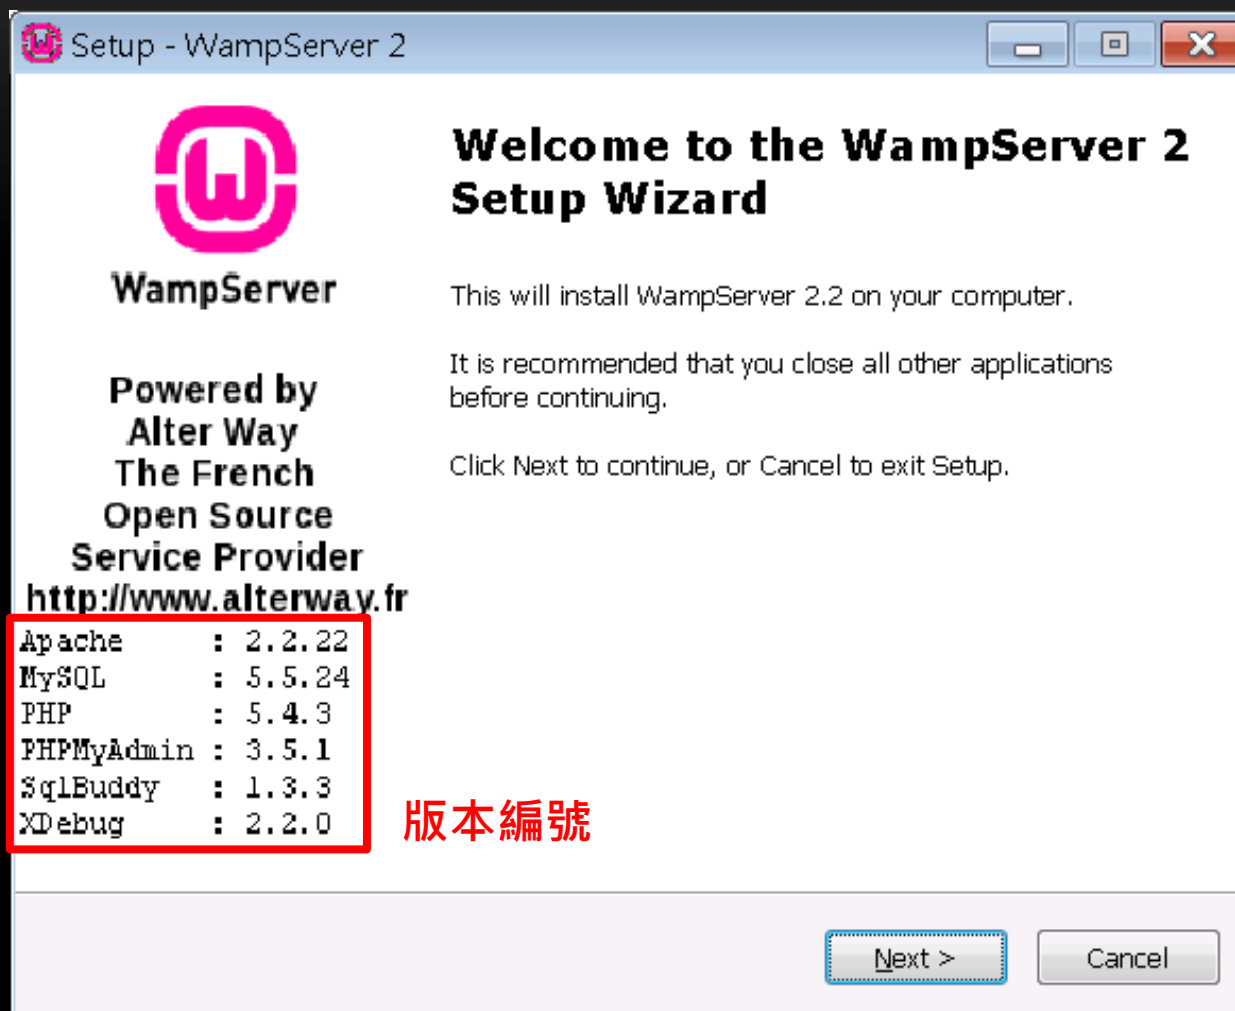 Setup - WampServer 2
WampServer
Powered by
Alter Way
The French
Open Source
Service Provider
http://www.alterway.fr
Apache : 2.2.22
MySQL : 5.5.24
PHP : 5.4.3
PHPMyAdmin : 3.5.1
SqlBuddy : 1.3.3
XDebug : 2.2.0
版本編號
Welcome to the WampServer 2
Setup Wizard
This will install WampServer 2.2 on your computer.
It is recommended that you close all other applications
before continuing.
Click Next to continue, or Cancel to exit Setup.
Next >
Cancel